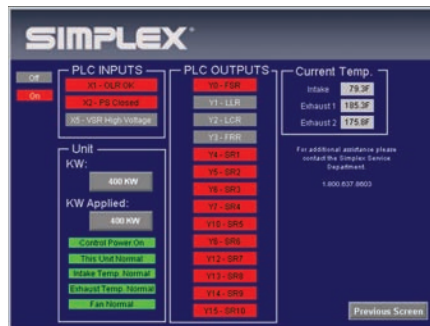 SIMPLEX
Off
On
PLC INPUTS
X1 - OLR OK
X2 - PS Closed
X5 - VSR High Voltage
Unit
KW:
400 KW
KW Applied:
400 KW
Control Power On
This Unit Normal
Intake Temp. Normal
Exhaust Temp. Normal
Fan Normal
PLC OUTPUTS
Y0 - FSR
Y1 - LLR
Y2 - LCR
Y3 - FRR
Y4 - SR1
Y5 - SR2
Y6 - SR3
Y7 - SR4
Y10 - SR5
Y11 - SR6
Y12 - SR7
Y13 - SR8
Y14 - SR9
Y15 - SR10
Current Temp.
Intake 79.3F
Exhaust 1 185.3F
Exhaust 2 175.8F
For additional assistance please
contact the Simplex Service
Department.
1.800.637.8603
Previous Screen